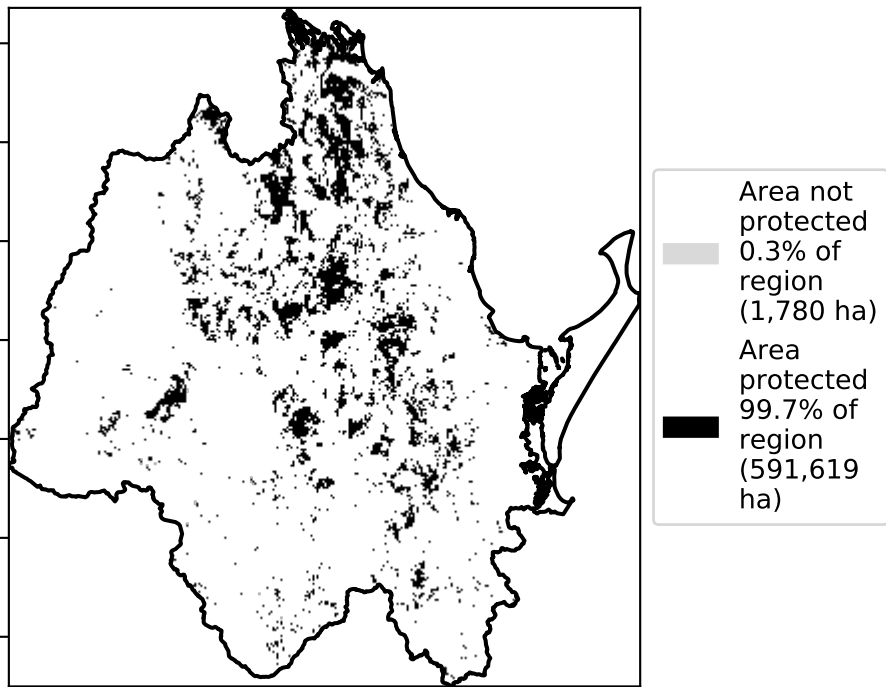 Area not
protected
0.3% of
region
(1,780 ha)
Area
protected
99.7% of
region
(591,619
ha)